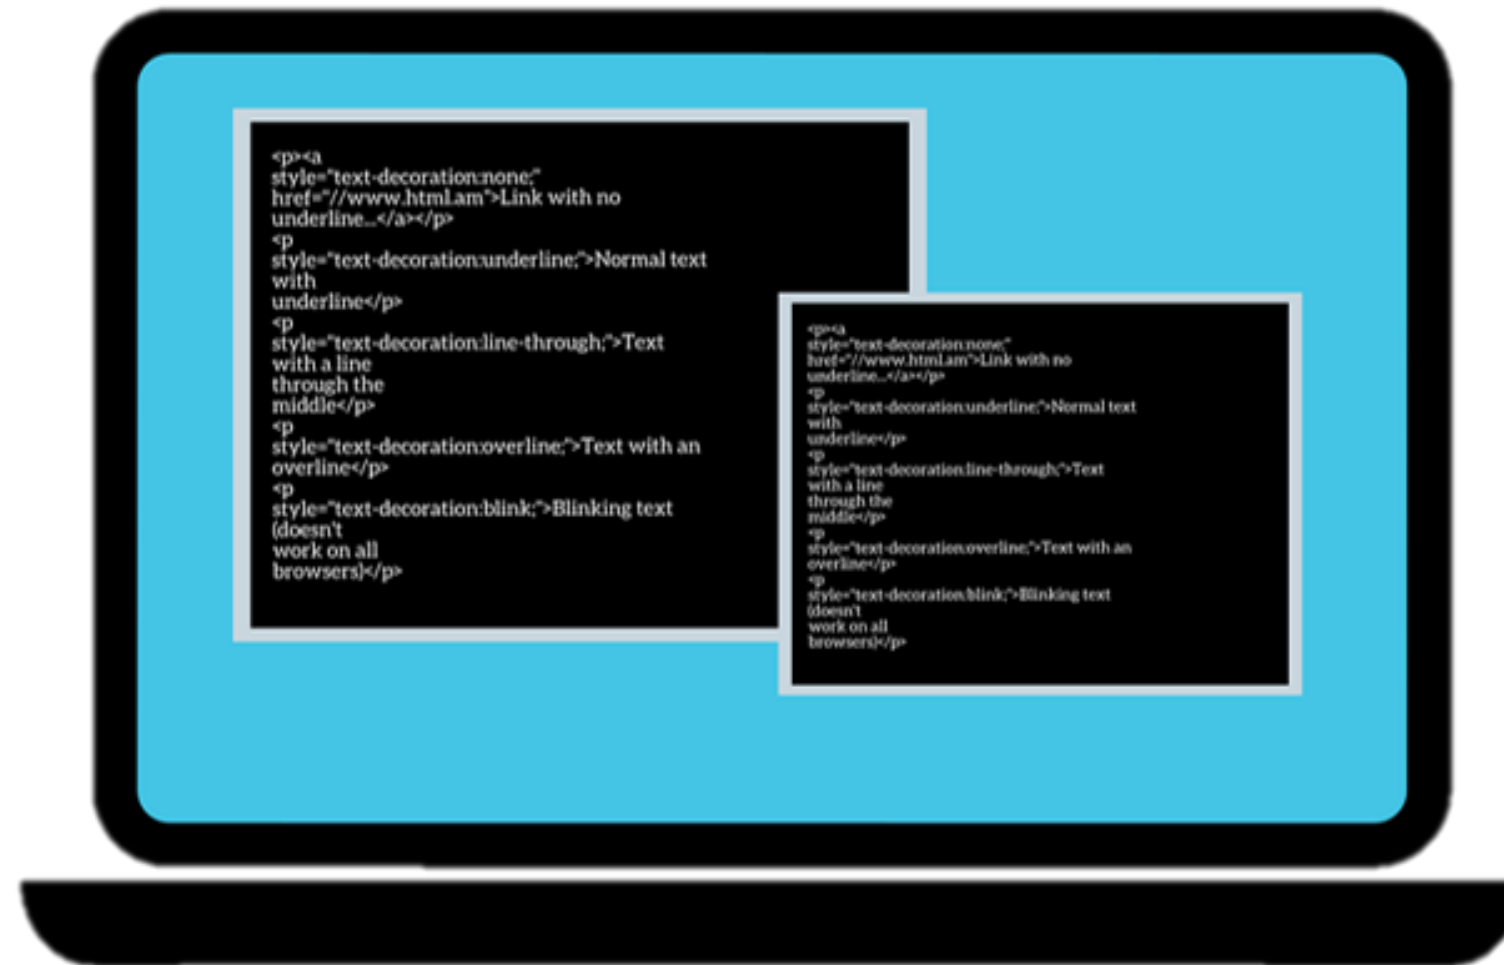 <p><a
style="text-decoration:none;"
href="//www.html.am">Link with no
underline...</a></p>
<p
style="text-decoration:underline;">Normal text
with
underline</p>
<p
style="text-decoration:line-through;">Text
with a line
through the
middle</p>
<p
style="text-decoration:overline;">Text with an
overline</p>
<p
style="text-decoration:blink;">Blinking text
(doesn't
work on all
browsers)</p>
<p><a
style="text-decoration:none;"
href="//www.html.am">Link with no
underline...</a></p>
<p
style="text-decoration:underline;">Normal text
with
underline</p>
<p
style="text-decoration:line-through;">Text
with a line
through the
middle</p>
<p
style="text-decoration:overline;">Text with an
overline</p>
<p
style="text-decoration:blink;">Blinking text
(doesn't
work on all
browsers)</p>